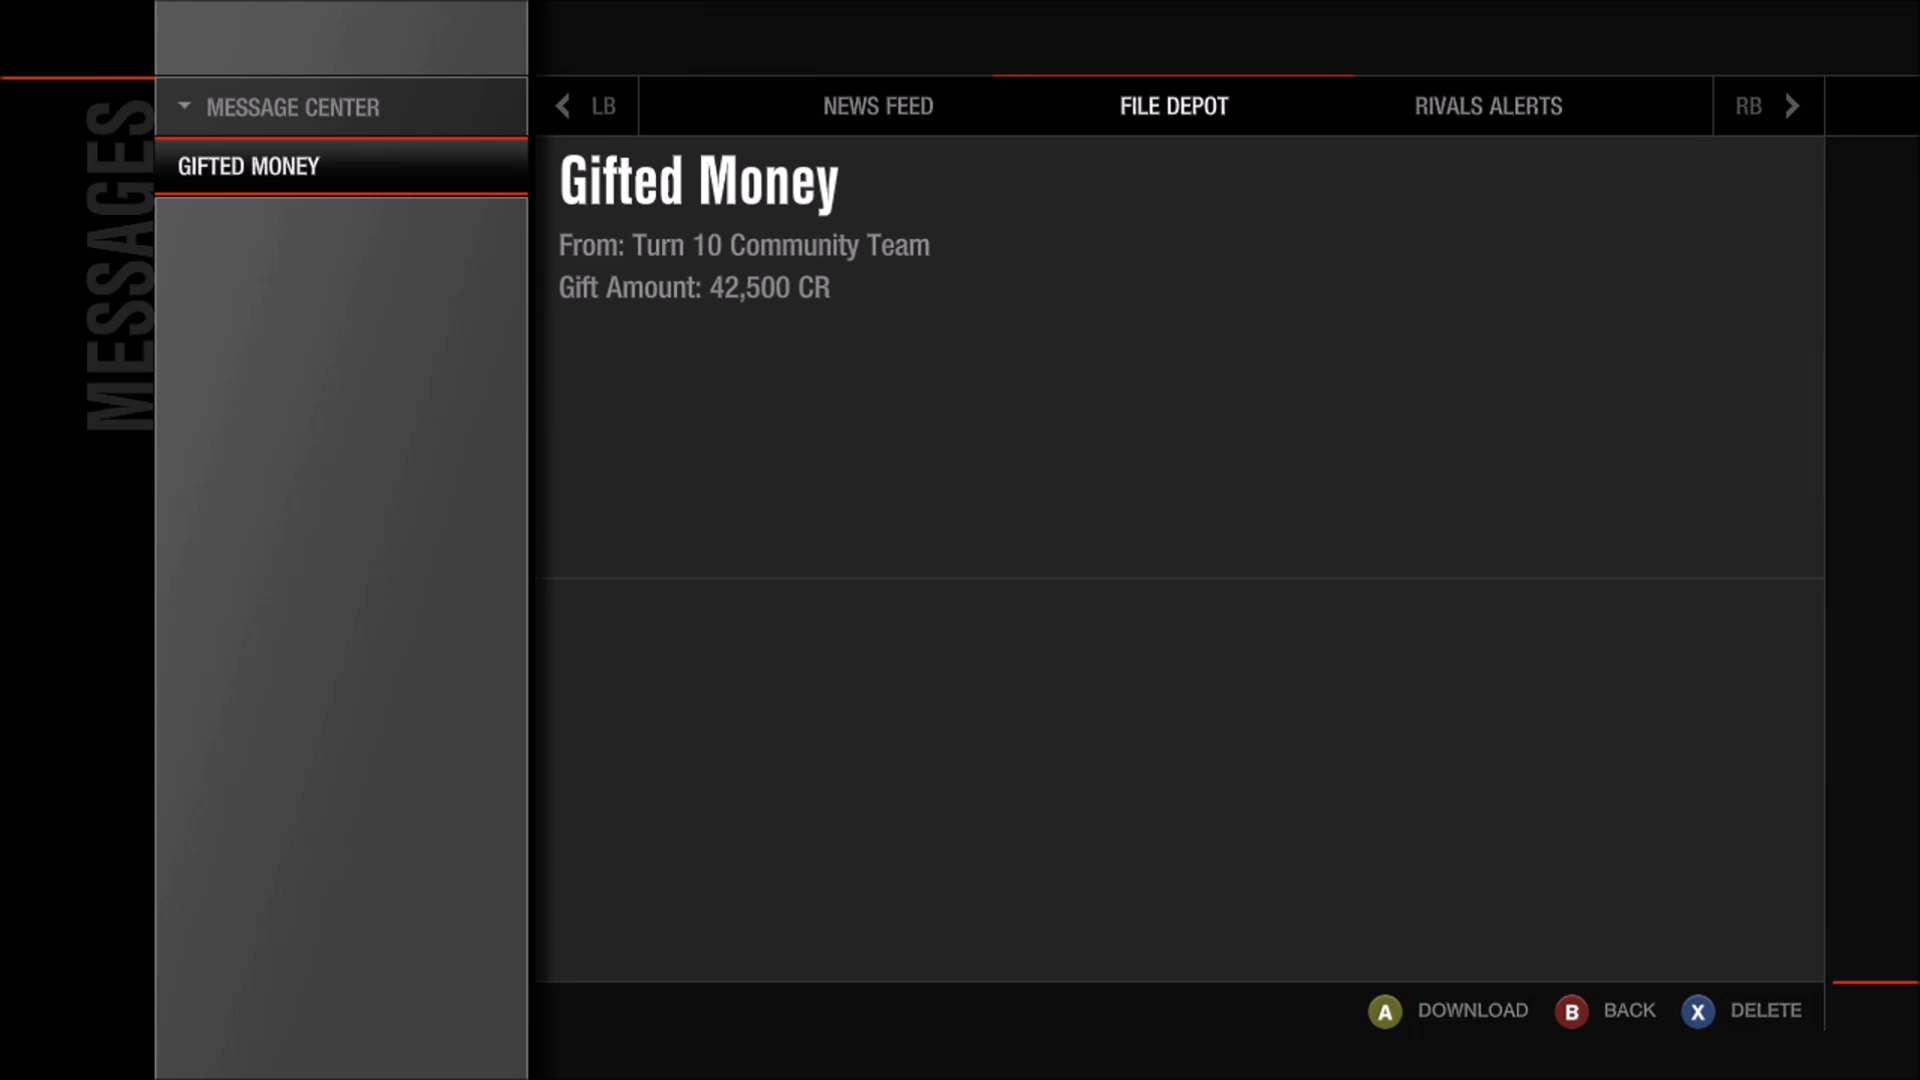 MESSAGES
MESSAGE CENTER
GIFTED MONEY
LB
NEWS FEED
FILE DEPOT
RIVALS ALERTS
RB
Gifted Money
From: Turn 10 Community Team
Gift Amount: 42,500 CR
A DOWNLOAD
B BACK
X DELETE